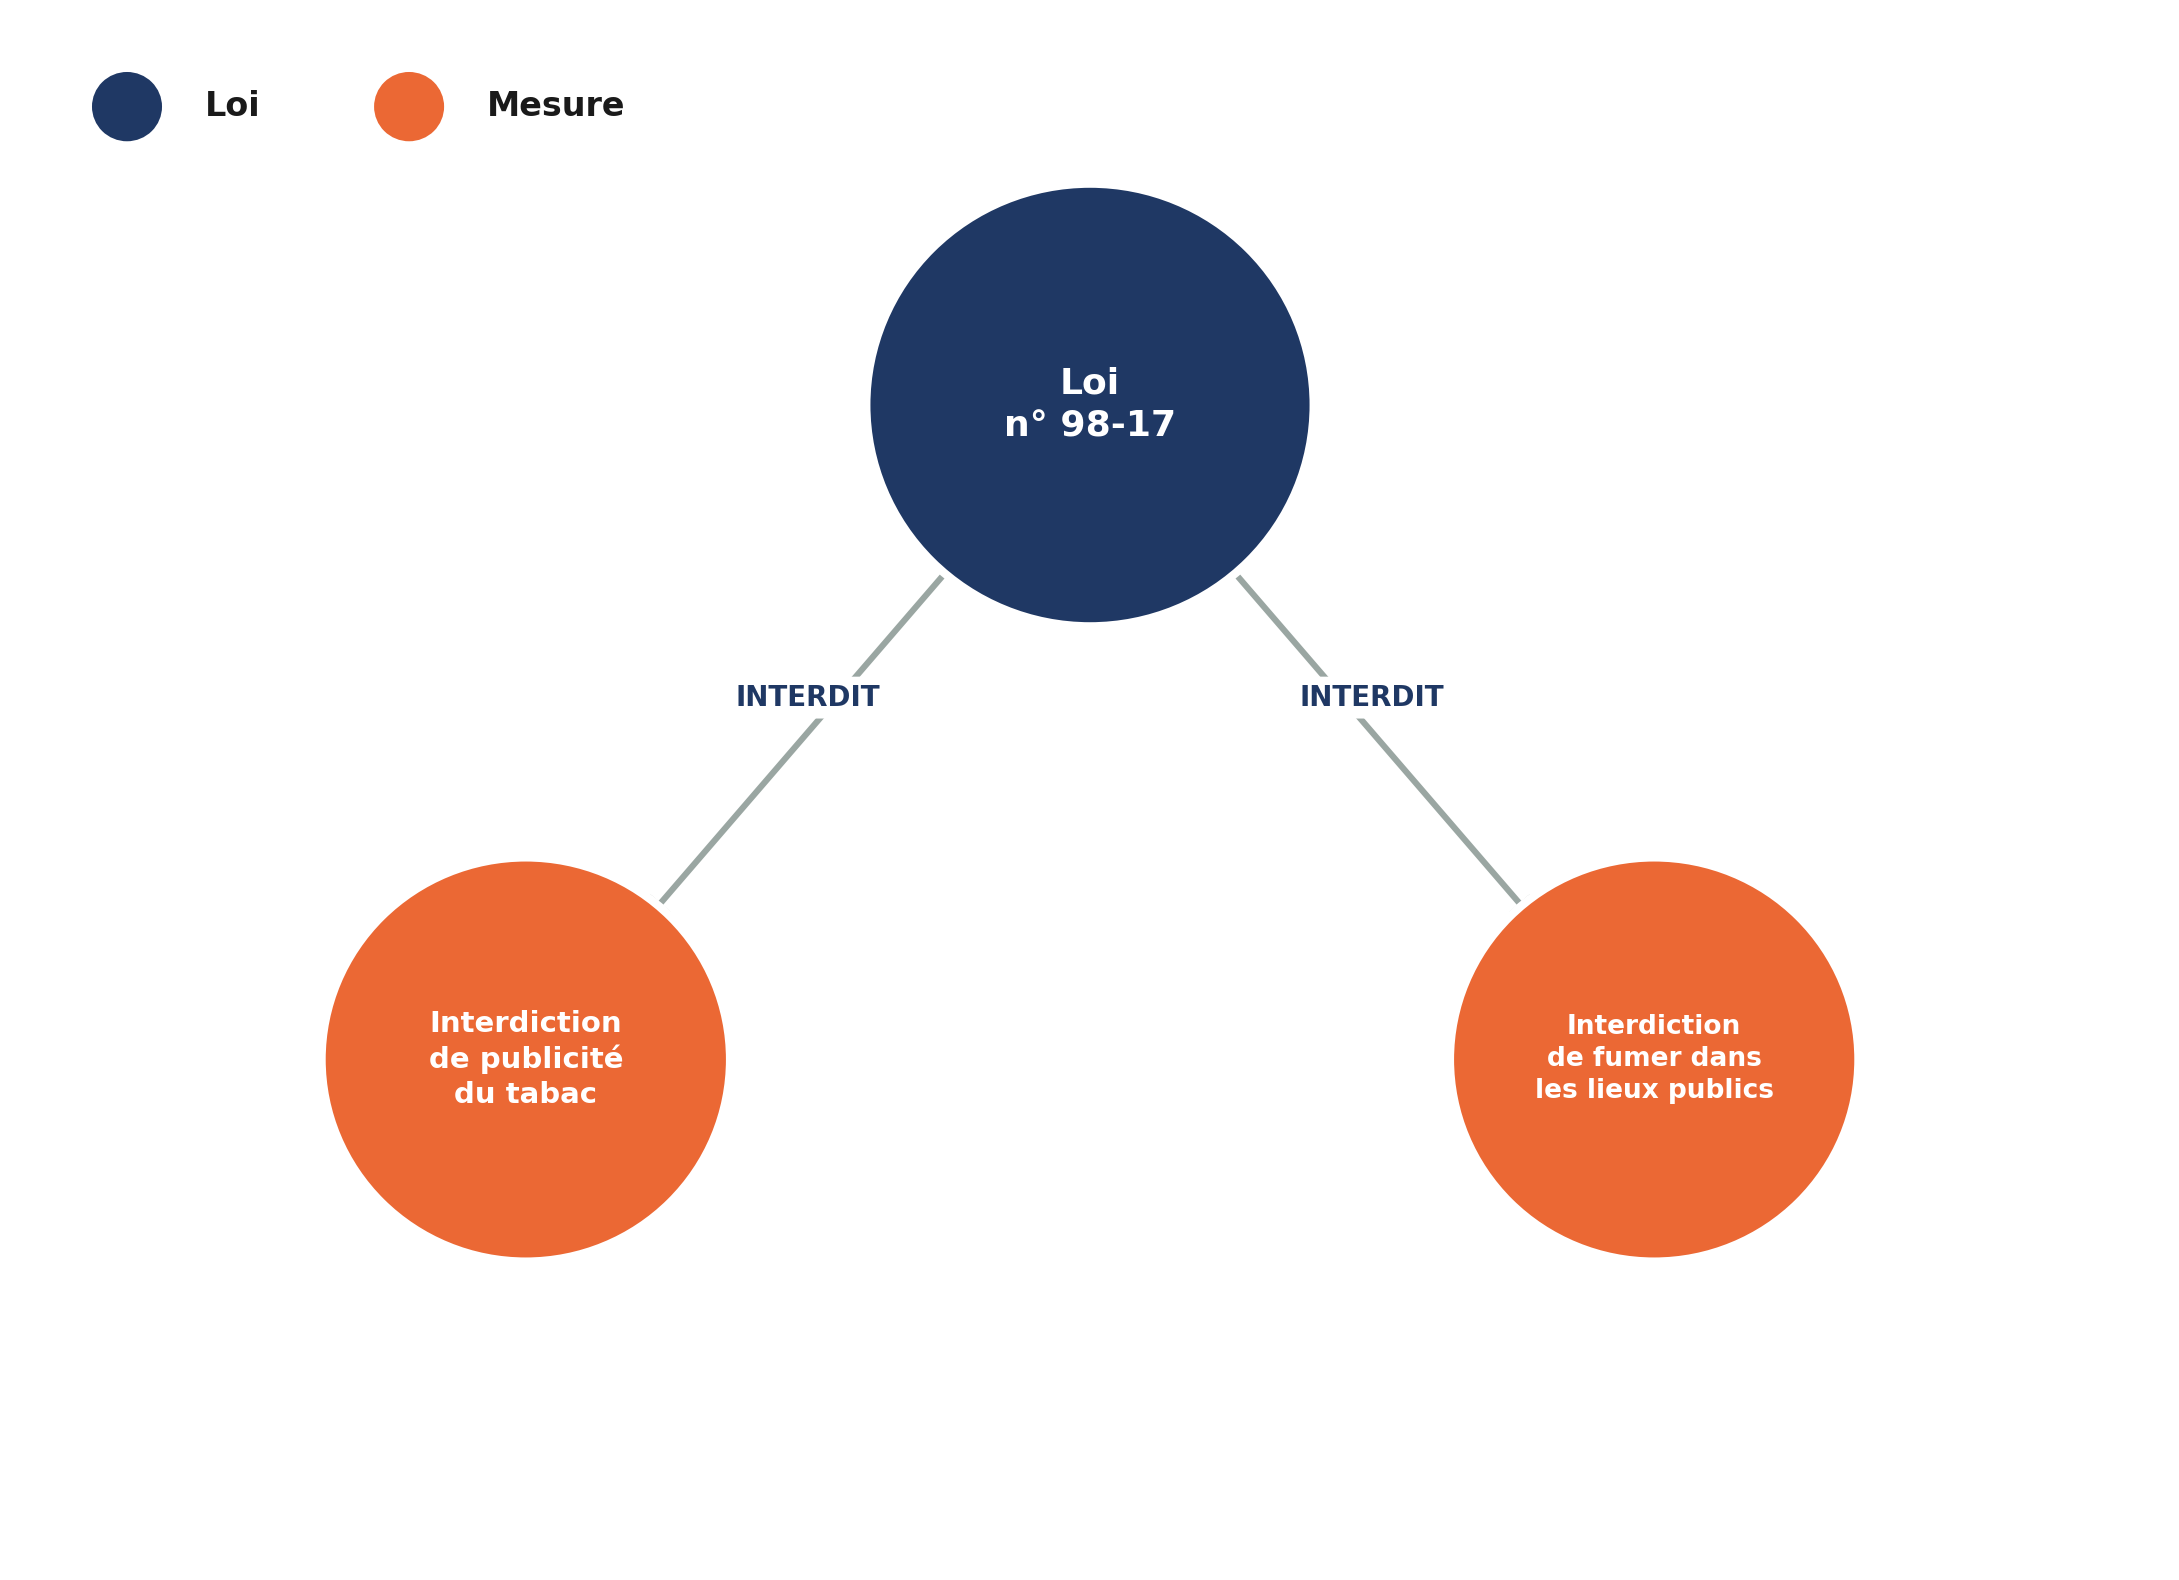 Loi
Mesure
Loi
n° 98-17
INTERDIT
INTERDIT
Interdiction
de publicité
du tabac
Interdiction
de fumer dans
les lieux publics